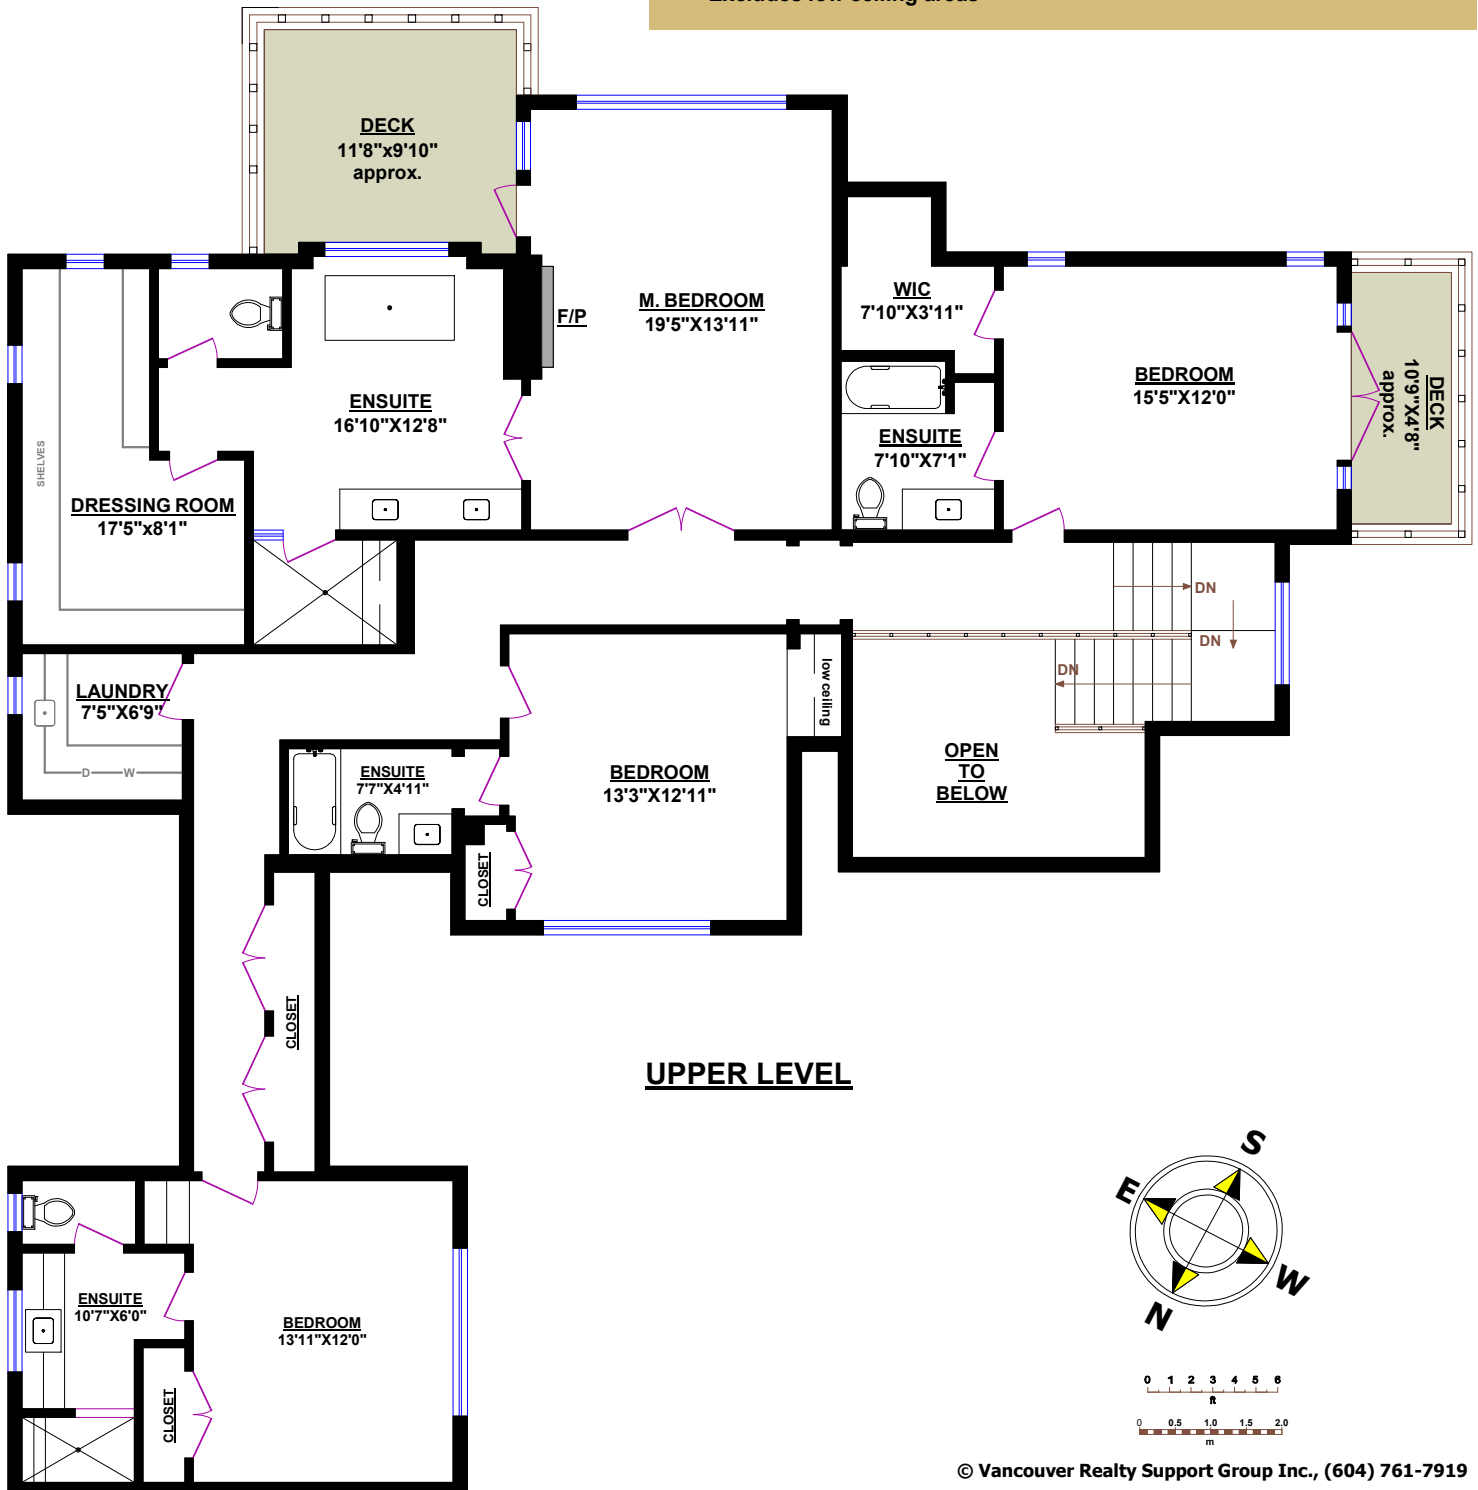 DECK
11'8"x9'10"
approx.
M. BEDROOM
19'5"X13'11"
F/P
WIC
7'10"X3'11"
BEDROOM
15'5"X12'0"
DECK
10'9"X4'8"
approx.
ENSUITE
16'10"X12'8"
ENSUITE
7'10"X7'1"
SHELVES
DRESSING ROOM
17'5"x8'1"
DN
DN
DN
LAUNDRY
7'5"X6'9"
D
W
low ceiling
OPEN
TO
BELOW
ENSUITE
7'7"X4'11"
BEDROOM
13'3"X12'11"
CLOSET
CLOSET
UPPER LEVEL
ENSUITE
10'7"X6'0"
BEDROOM
13'11"X12'0"
CLOSET
S
E
W
N
0 1 2 3 4 5 6
ft
0 0.5 1.0 1.5 2.0
m
© Vancouver Realty Support Group Inc., (604) 761-7919